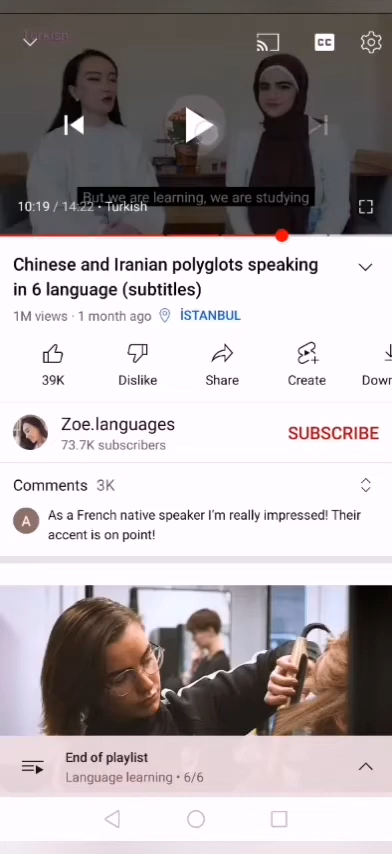 Turkish
CC
But we are learning, we are studying
10:19 / 14:22 • Turkish
Chinese and Iranian polyglots speaking
in 6 language (subtitles)
1M views · 1 month ago İSTANBUL
39K Dislike Share Create Down
Zoe.languages
73.7K subscribers
SUBSCRIBE
Comments 3K
A
As a French native speaker I'm really impressed! Their
accent is on point!
End of playlist
Language learning • 6/6